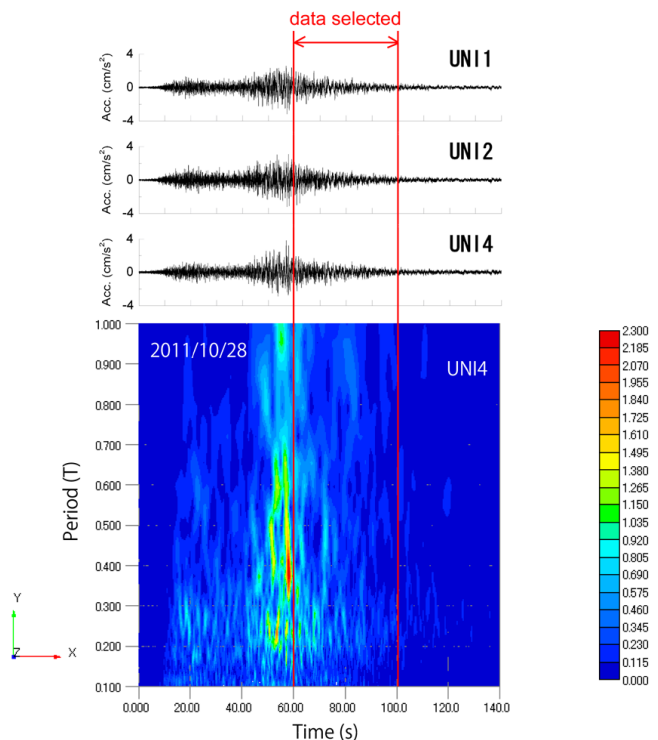 data selected
4
0
-4
Acc. (cm/s²)
UNI1
4
0
-4
Acc. (cm/s²)
UNI2
4
0
-4
Acc. (cm/s²)
UNI4
2011/10/28
UNI4
1.000
0.900
0.800
0.700
0.600
0.500
0.400
0.300
0.200
0.100
Period (T)
0.000 20.00 40.00 60.00 80.00 100.0 120.0 140.0
Time (s)
Y
Z
X
2.300
2.185
2.070
1.955
1.840
1.725
1.610
1.495
1.380
1.265
1.150
1.035
0.920
0.805
0.690
0.575
0.460
0.345
0.230
0.115
0.000